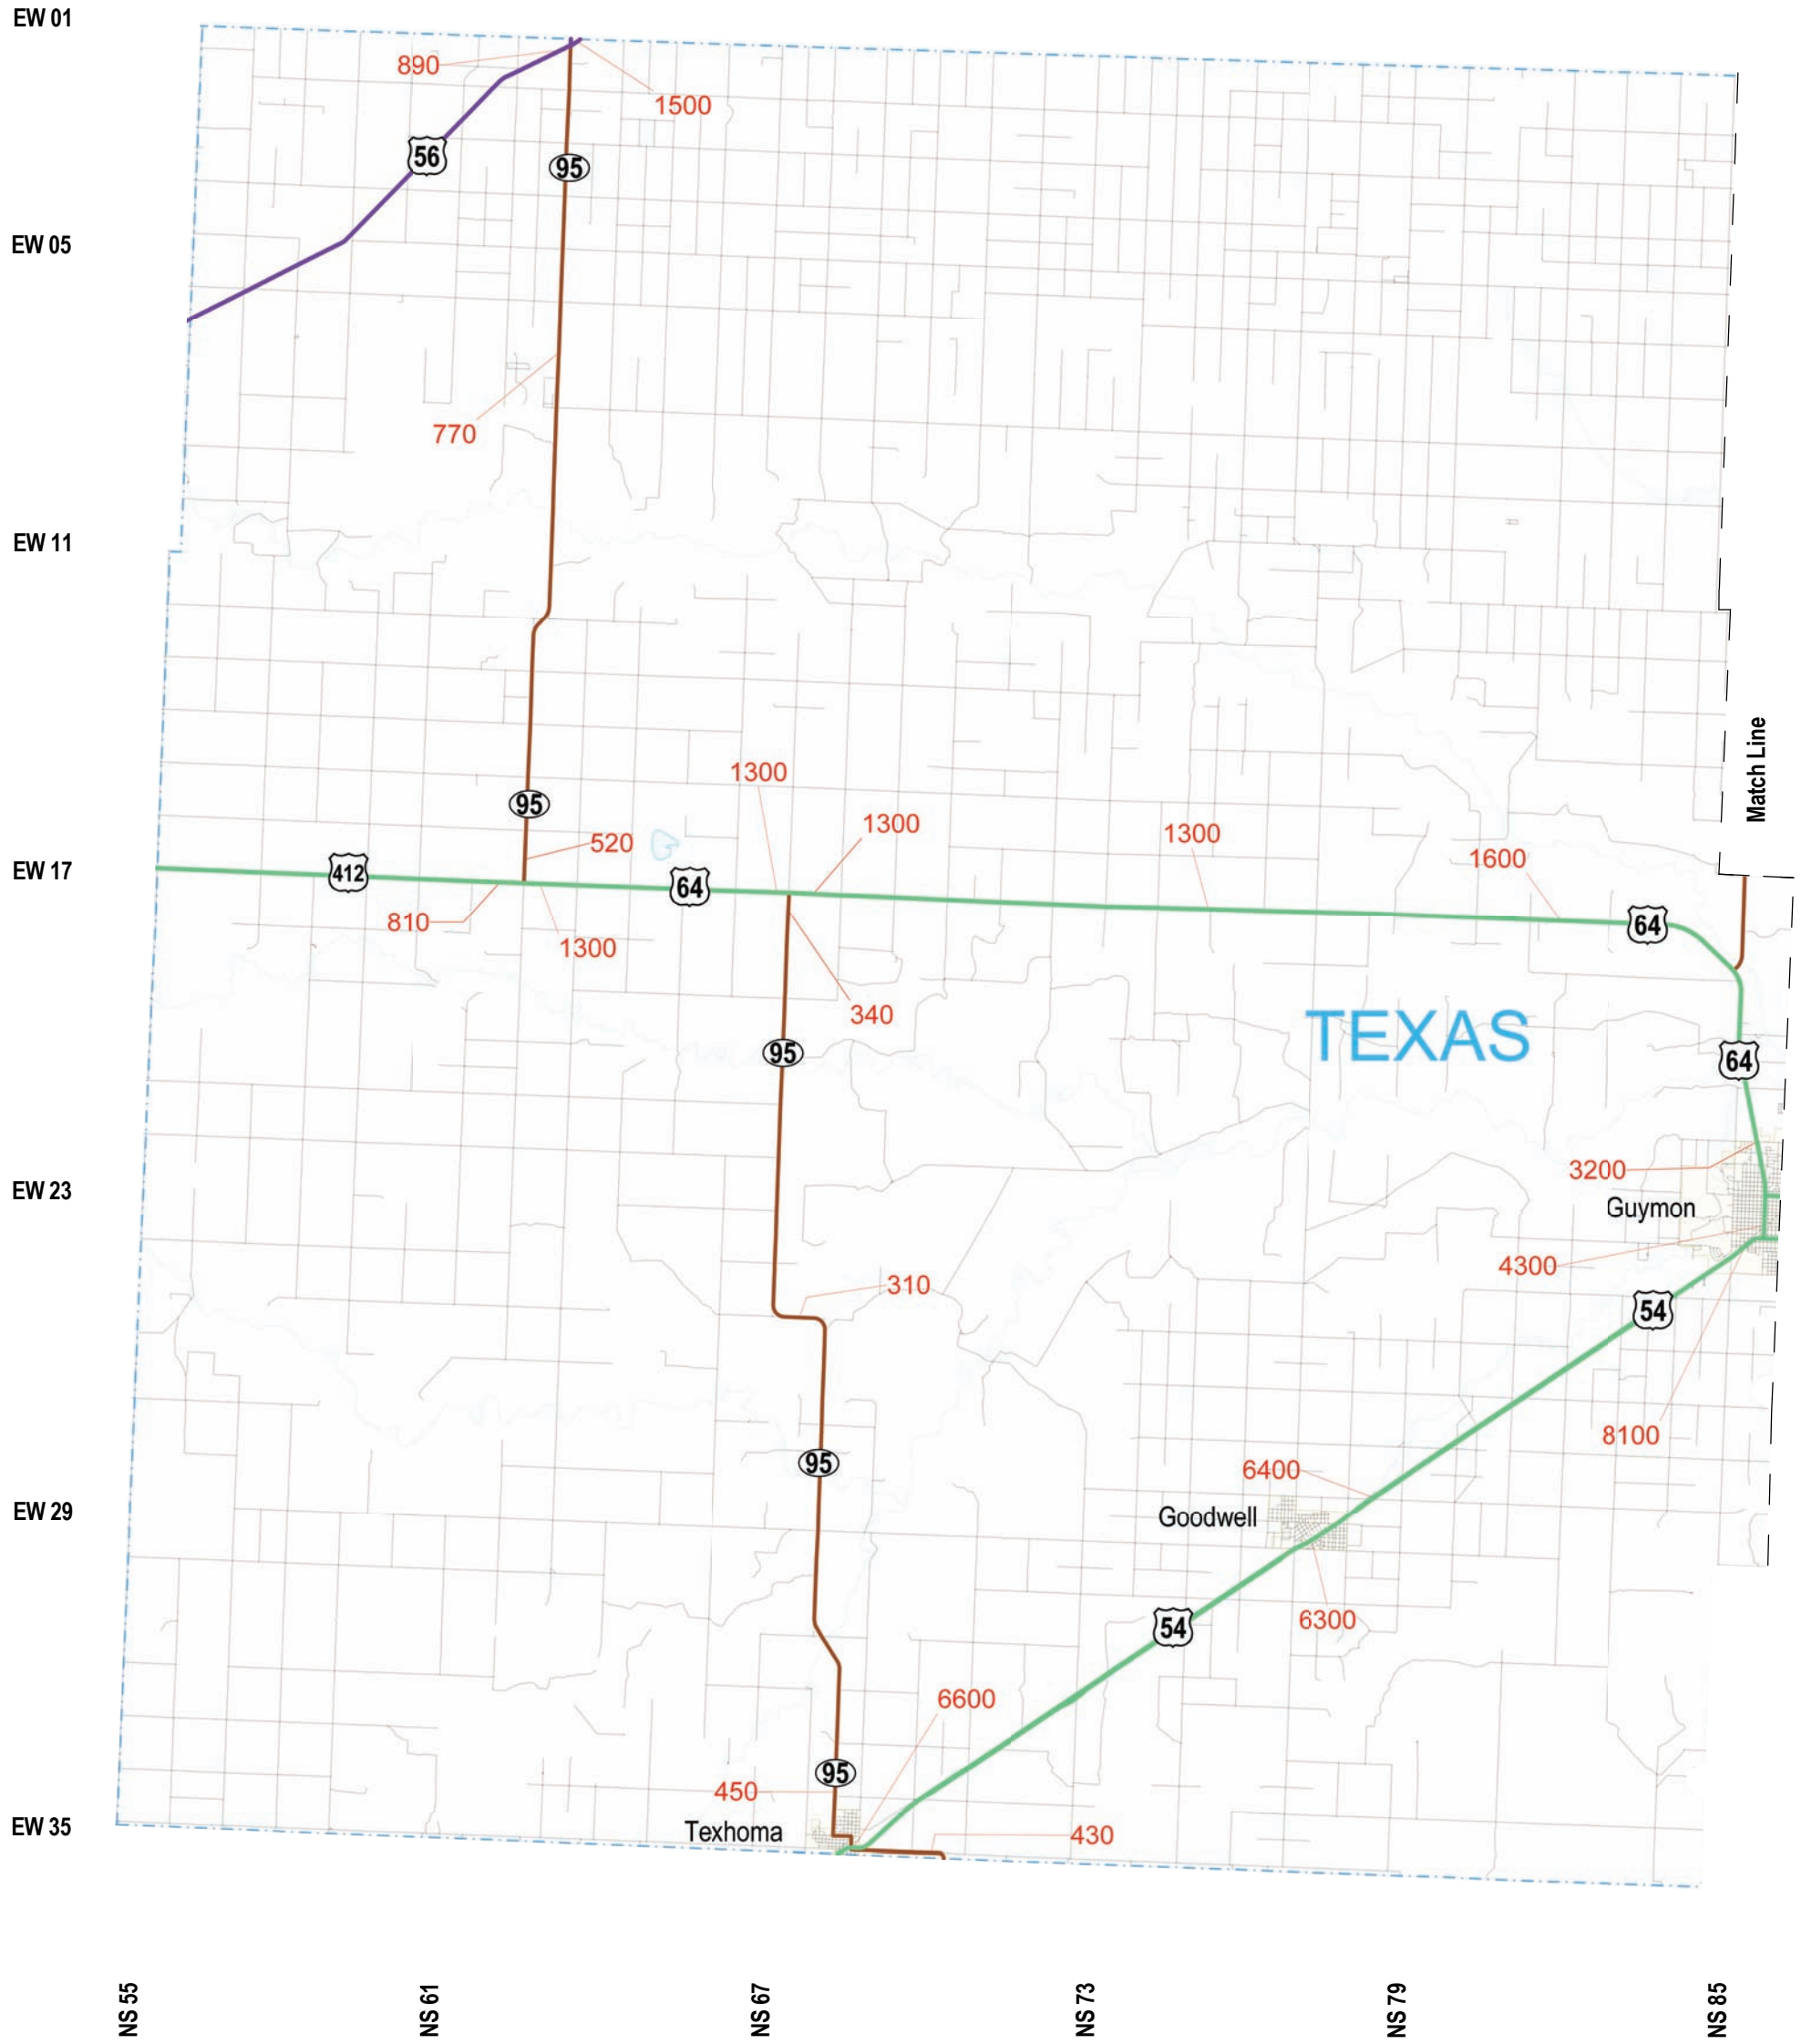 EW 01
890
1500
56
95
EW 05
770
EW 11
Match Line
1300
95
1300
1300
520
1600
EW 17
412
64
810
64
1300
340
TEXAS
95
64
3200
EW 23
Guymon
4300
310
54
8100
95
6400
EW 29
Goodwell
6300
54
6600
95
450
EW 35
Texhoma
430
NS 55
NS 61
NS 67
NS 73
NS 79
NS 85